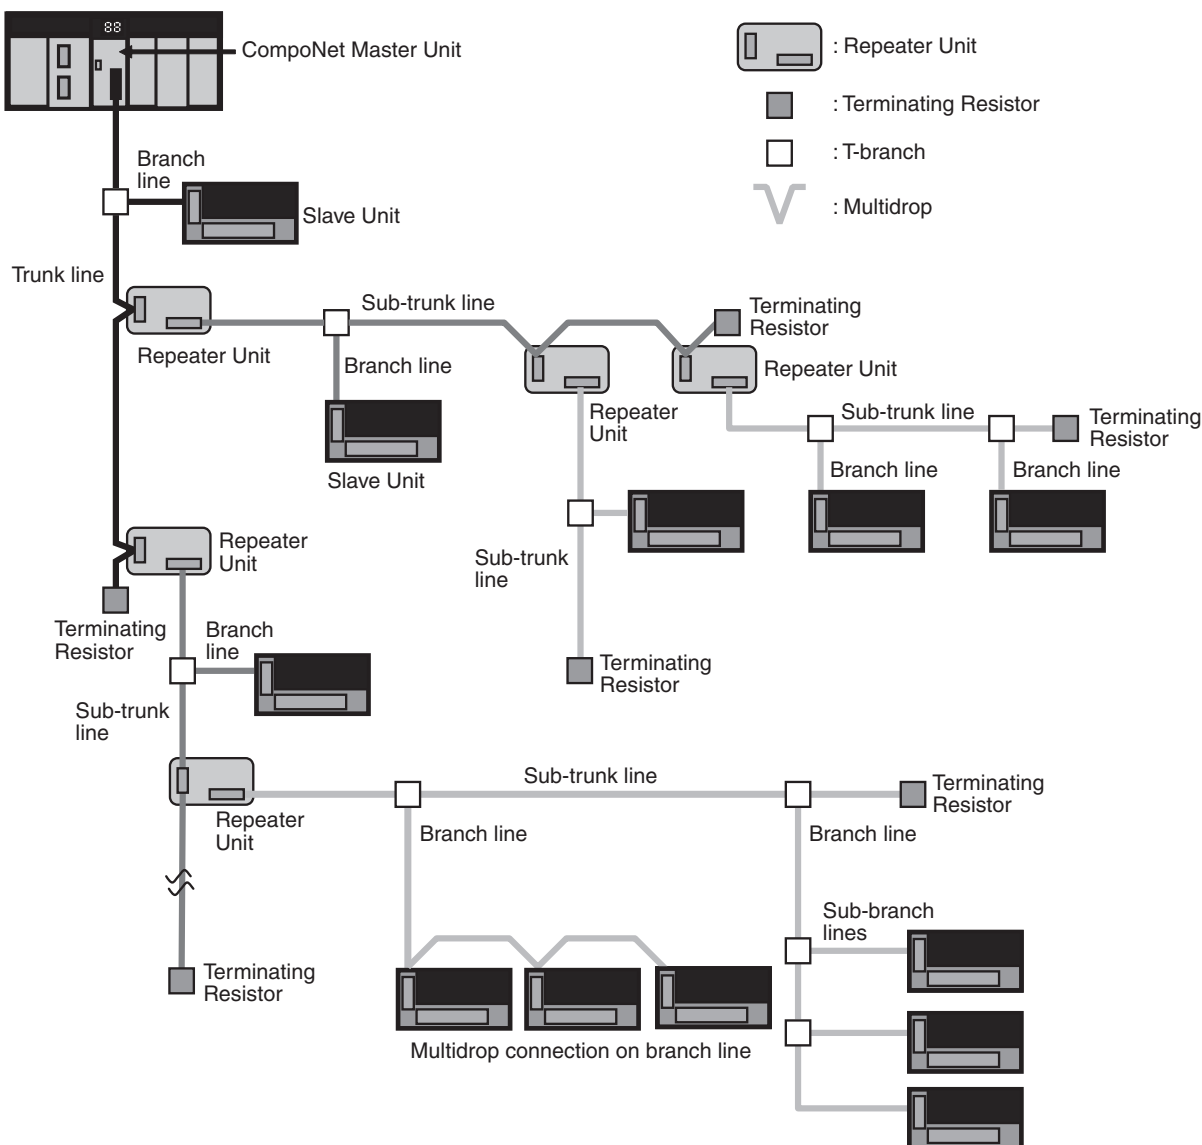 88
CompoNet Master Unit
: Repeater Unit
: Terminating Resistor
: T-branch
: Multidrop
Branch
line
Slave Unit
Trunk line
Repeater Unit
Sub-trunk line
Branch line
Slave Unit
Terminating
Resistor
Repeater Unit
Repeater
Unit
Sub-trunk line
Terminating
Resistor
Branch line
Branch line
Sub-trunk
line
Terminating
Resistor
Repeater
Unit
Terminating
Resistor
Branch
line
Sub-trunk
line
Repeater
Unit
Sub-trunk line
Terminating
Resistor
Branch line
Branch line
Sub-branch
lines
Terminating
Resistor
Multidrop connection on branch line